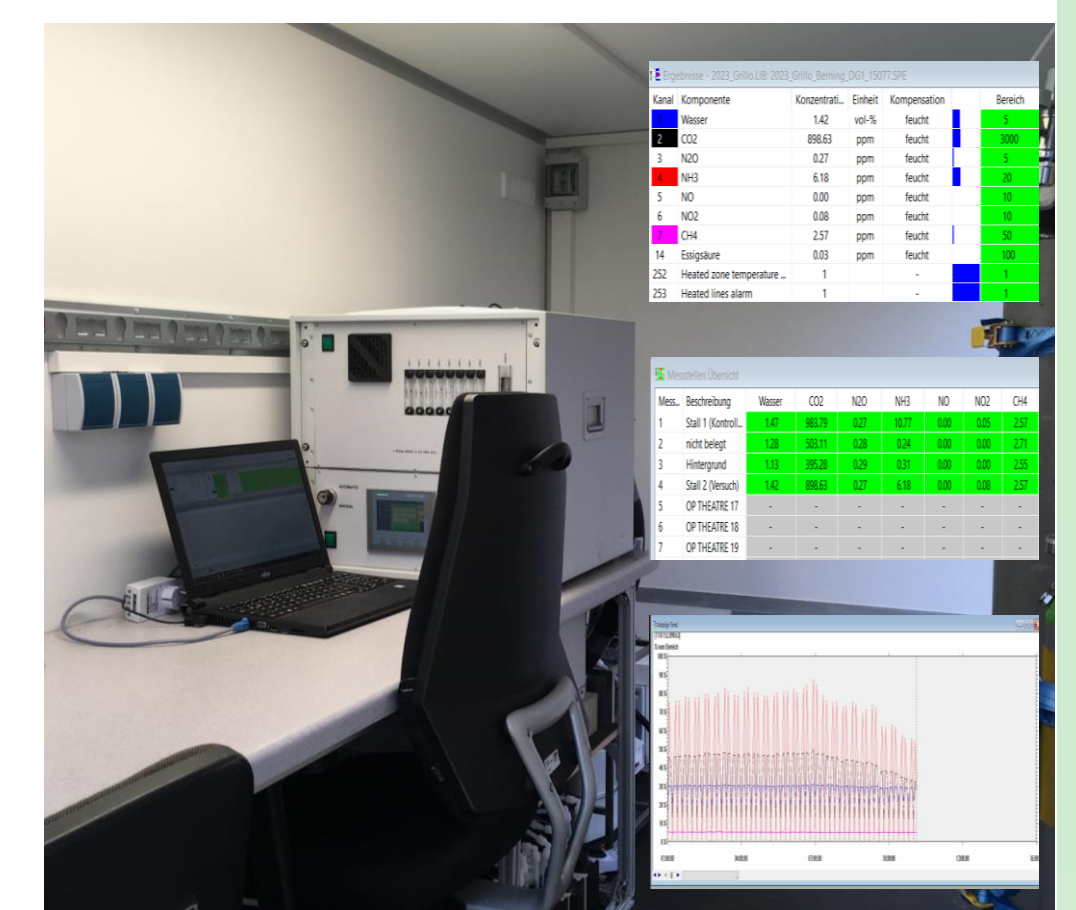 Ergebnisse - 2023_Grillo.LIB: 2023_Grillo_Berning_DG1_15077.SPE
Kanal Komponente Konzentrati... Einheit Kompensation Bereich
1 Wasser 1.42 vol-% feucht 5
2 CO2 898.63 ppm feucht 3000
3 N2O 0.27 ppm feucht 5
4 NH3 6.18 ppm feucht 20
5 NO 0.00 ppm feucht 10
6 NO2 0.08 ppm feucht 10
7 CH4 2.57 ppm feucht 50
14 Essigsäure 0.03 ppm feucht 100
252 Heated zone temperature ... 1 - 1
253 Heated lines alarm 1 - 1
Messstellen Übersicht
Mess... Beschreibung Wasser CO2 N2O NH3 NO NO2 CH4
1 Stall 1 (Kontroll... 1.47 983.79 0.27 10.77 0.00 0.05 2.57
2 nicht belegt 1.28 503.11 0.28 0.24 0.00 0.00 2.71
3 Hintergrund 1.13 395.28 0.29 0.31 0.00 0.00 2.55
4 Stall 2 (Versuch) 1.42 898.63 0.27 6.18 0.00 0.08 2.57
5 OP THEATRE 17 - - - - - - -
6 OP THEATRE 18 - - - - - - -
7 OP THEATRE 19 - - - - - - -
AUTOMATIC
MANUAL